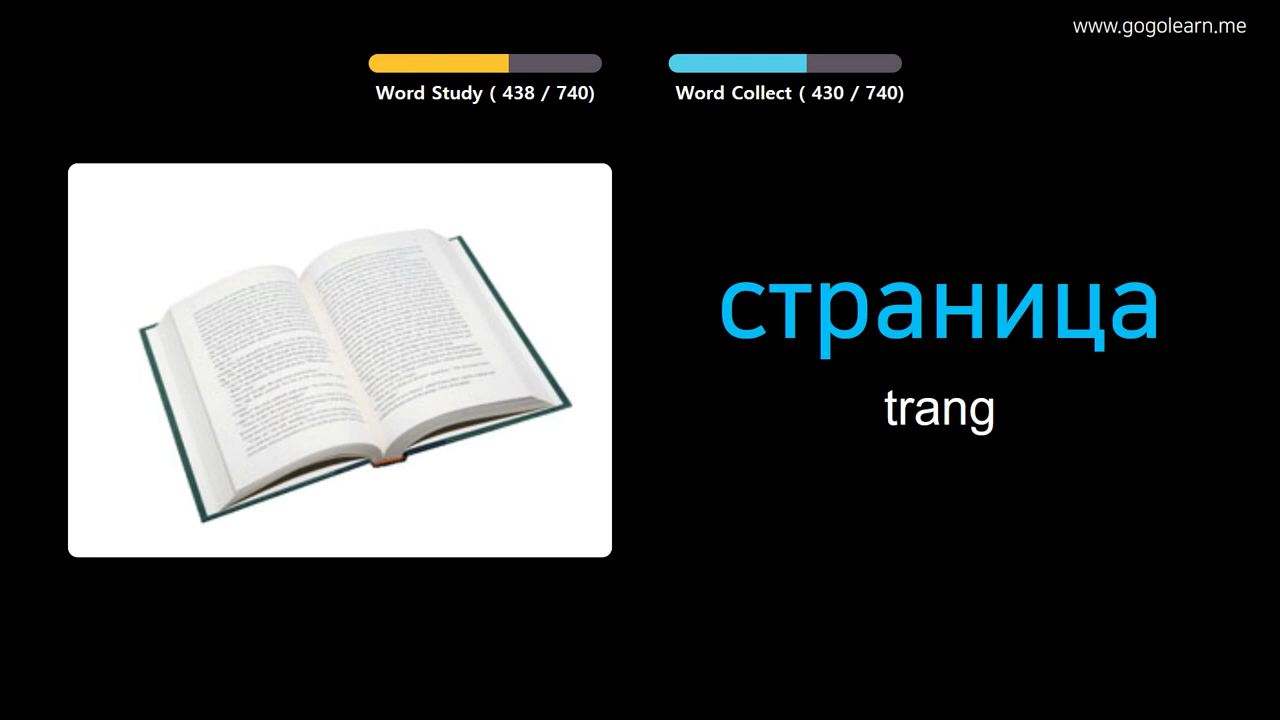 www.gogolearn.me
Word Study ( 438 / 740)
Word Collect ( 430 / 740)
страница
trang